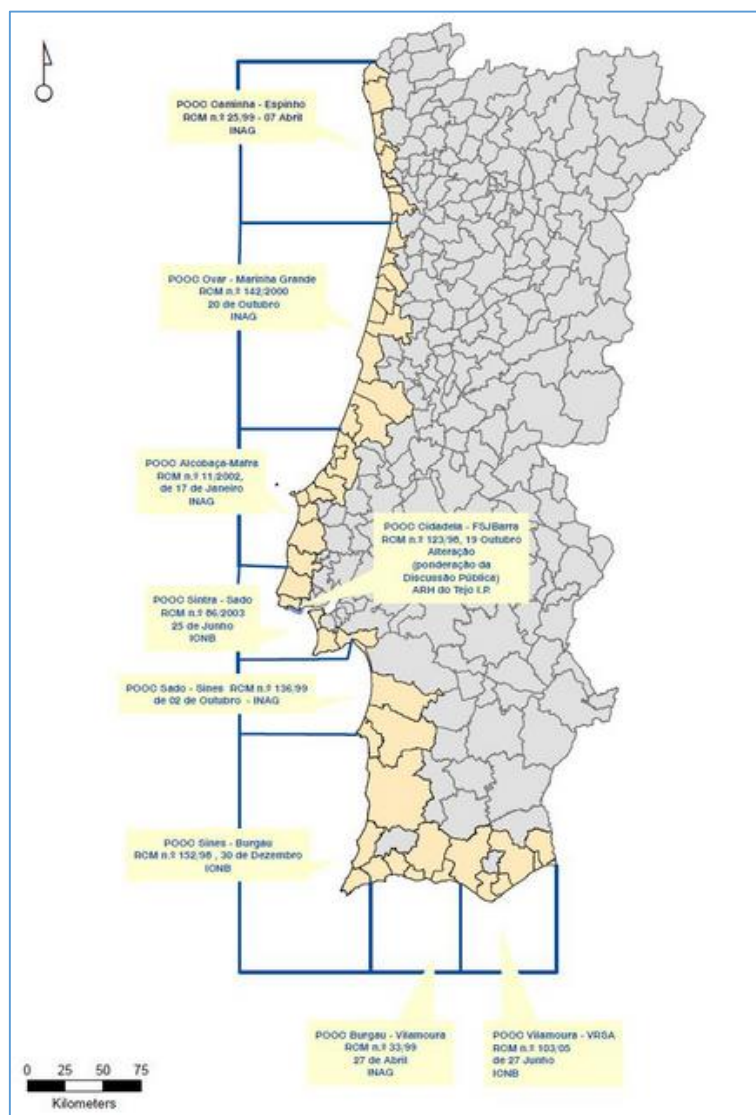 POOC Caminha - Espinho
RCM n.º 25/99 - 07 Abril
INAG
POOC Ovar - Marinha Grande
RCM n.º 142/2000
20 de Outubro
INAG
POOC Alcobaça-Mafra
RCM n.º 11/2002,
de 17 de Janeiro
INAG
POOC Cidadela - FSJBarra
RCM n.º 123/98, 19 Outubro
Alteração
(ponderação da
Discussão Pública)
ARH do Tejo I.P.
POOC Sintra - Sado
RCM n.º 86/2003
25 de Junho
ICNB
POOC Sado - Sines RCM n.º 136/99
de 02 de Outubro - INAG
POOC Sines - Burgau
RCM n.º 152/98 , 30 de Dezembro
ICNB
POOC Burgau - Vilamoura
RCM n.º 33/99
27 de Abril
INAG
POOC Vilamoura - VRSA
RCM n.º 103/05
de 27 Junho
ICNB
0 25 50 75
Kilometers